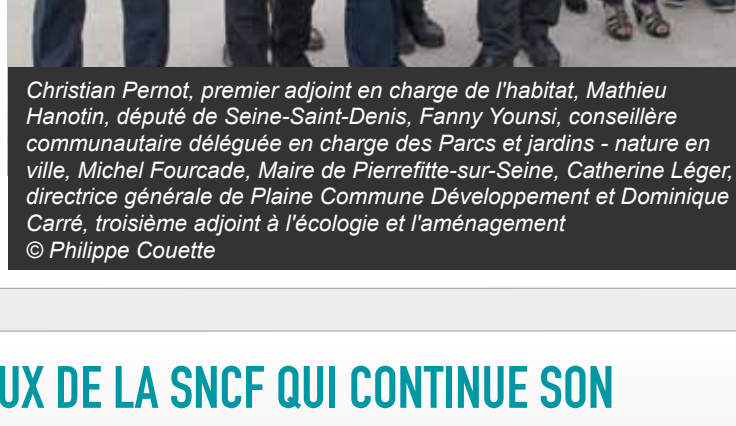 Christian Pernot, premier adjoint en charge de l'habitat, Mathieu
Hanotin, député de Seine-Saint-Denis, Fanny Younsi, conseillère
communautaire déléguée en charge des Parcs et jardins - nature en
ville, Michel Fourcade, Maire de Pierrefitte-sur-Seine, Catherine Léger,
directrice générale de Plaine Commune Développement et Dominique
Carré, troisième adjoint à l'écologie et l'aménagement
© Philippe Couette
UX DE LA SNCF QUI CONTINUE SON